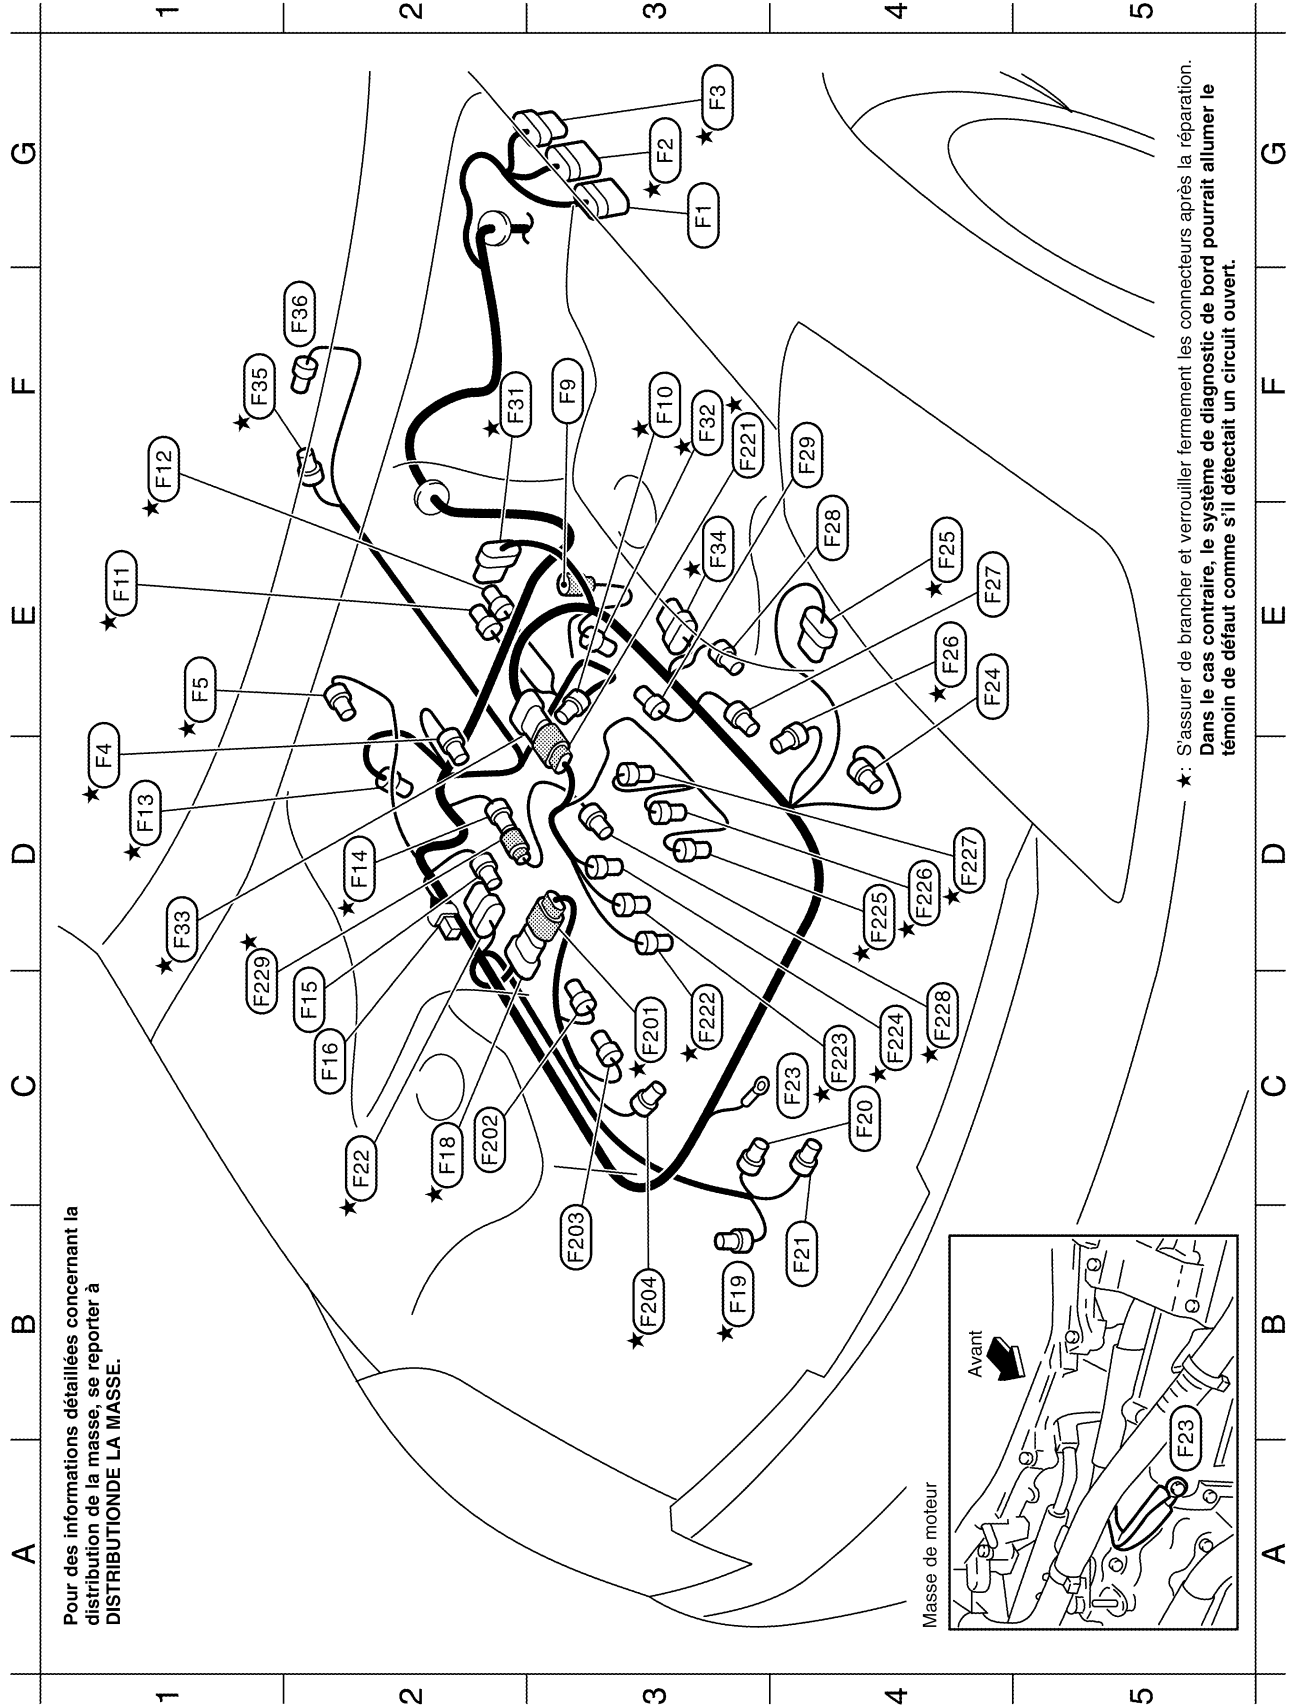 Pour des informations détaillées concernant la
distribution de la masse, se reporter à
DISTRIBUTIONDE LA MASSE.
A
B
C
D
E
F
G
1
2
3
4
5
F36
★ F35
★ F12
★ F11
★ F5
★ F4
★ F13
★ F33
★ F14
★ F229
F15
F16
★ F22
★ F18
F202
F203
★ F204
★ F19
F21
F20
F23
★ F201
★ F222
★ F223
★ F224
★ F228
★ F225
★ F226
★ F227
F24
★ F26
F27
★ F25
F28
★ F34
F29
★ F221
★ F32
★ F10
F9
★ F31
F1
★ F2
★ F3
Masse de moteur
Avant
F23
★: S'assurer de brancher et verrouiller fermement les connecteurs après la réparation.
Dans le cas contraire, le système de diagnostic de bord pourrait allumer le
témoin de défaut comme s'il détectait un circuit ouvert.
A
B
C
D
E
F
G
1
2
3
4
5